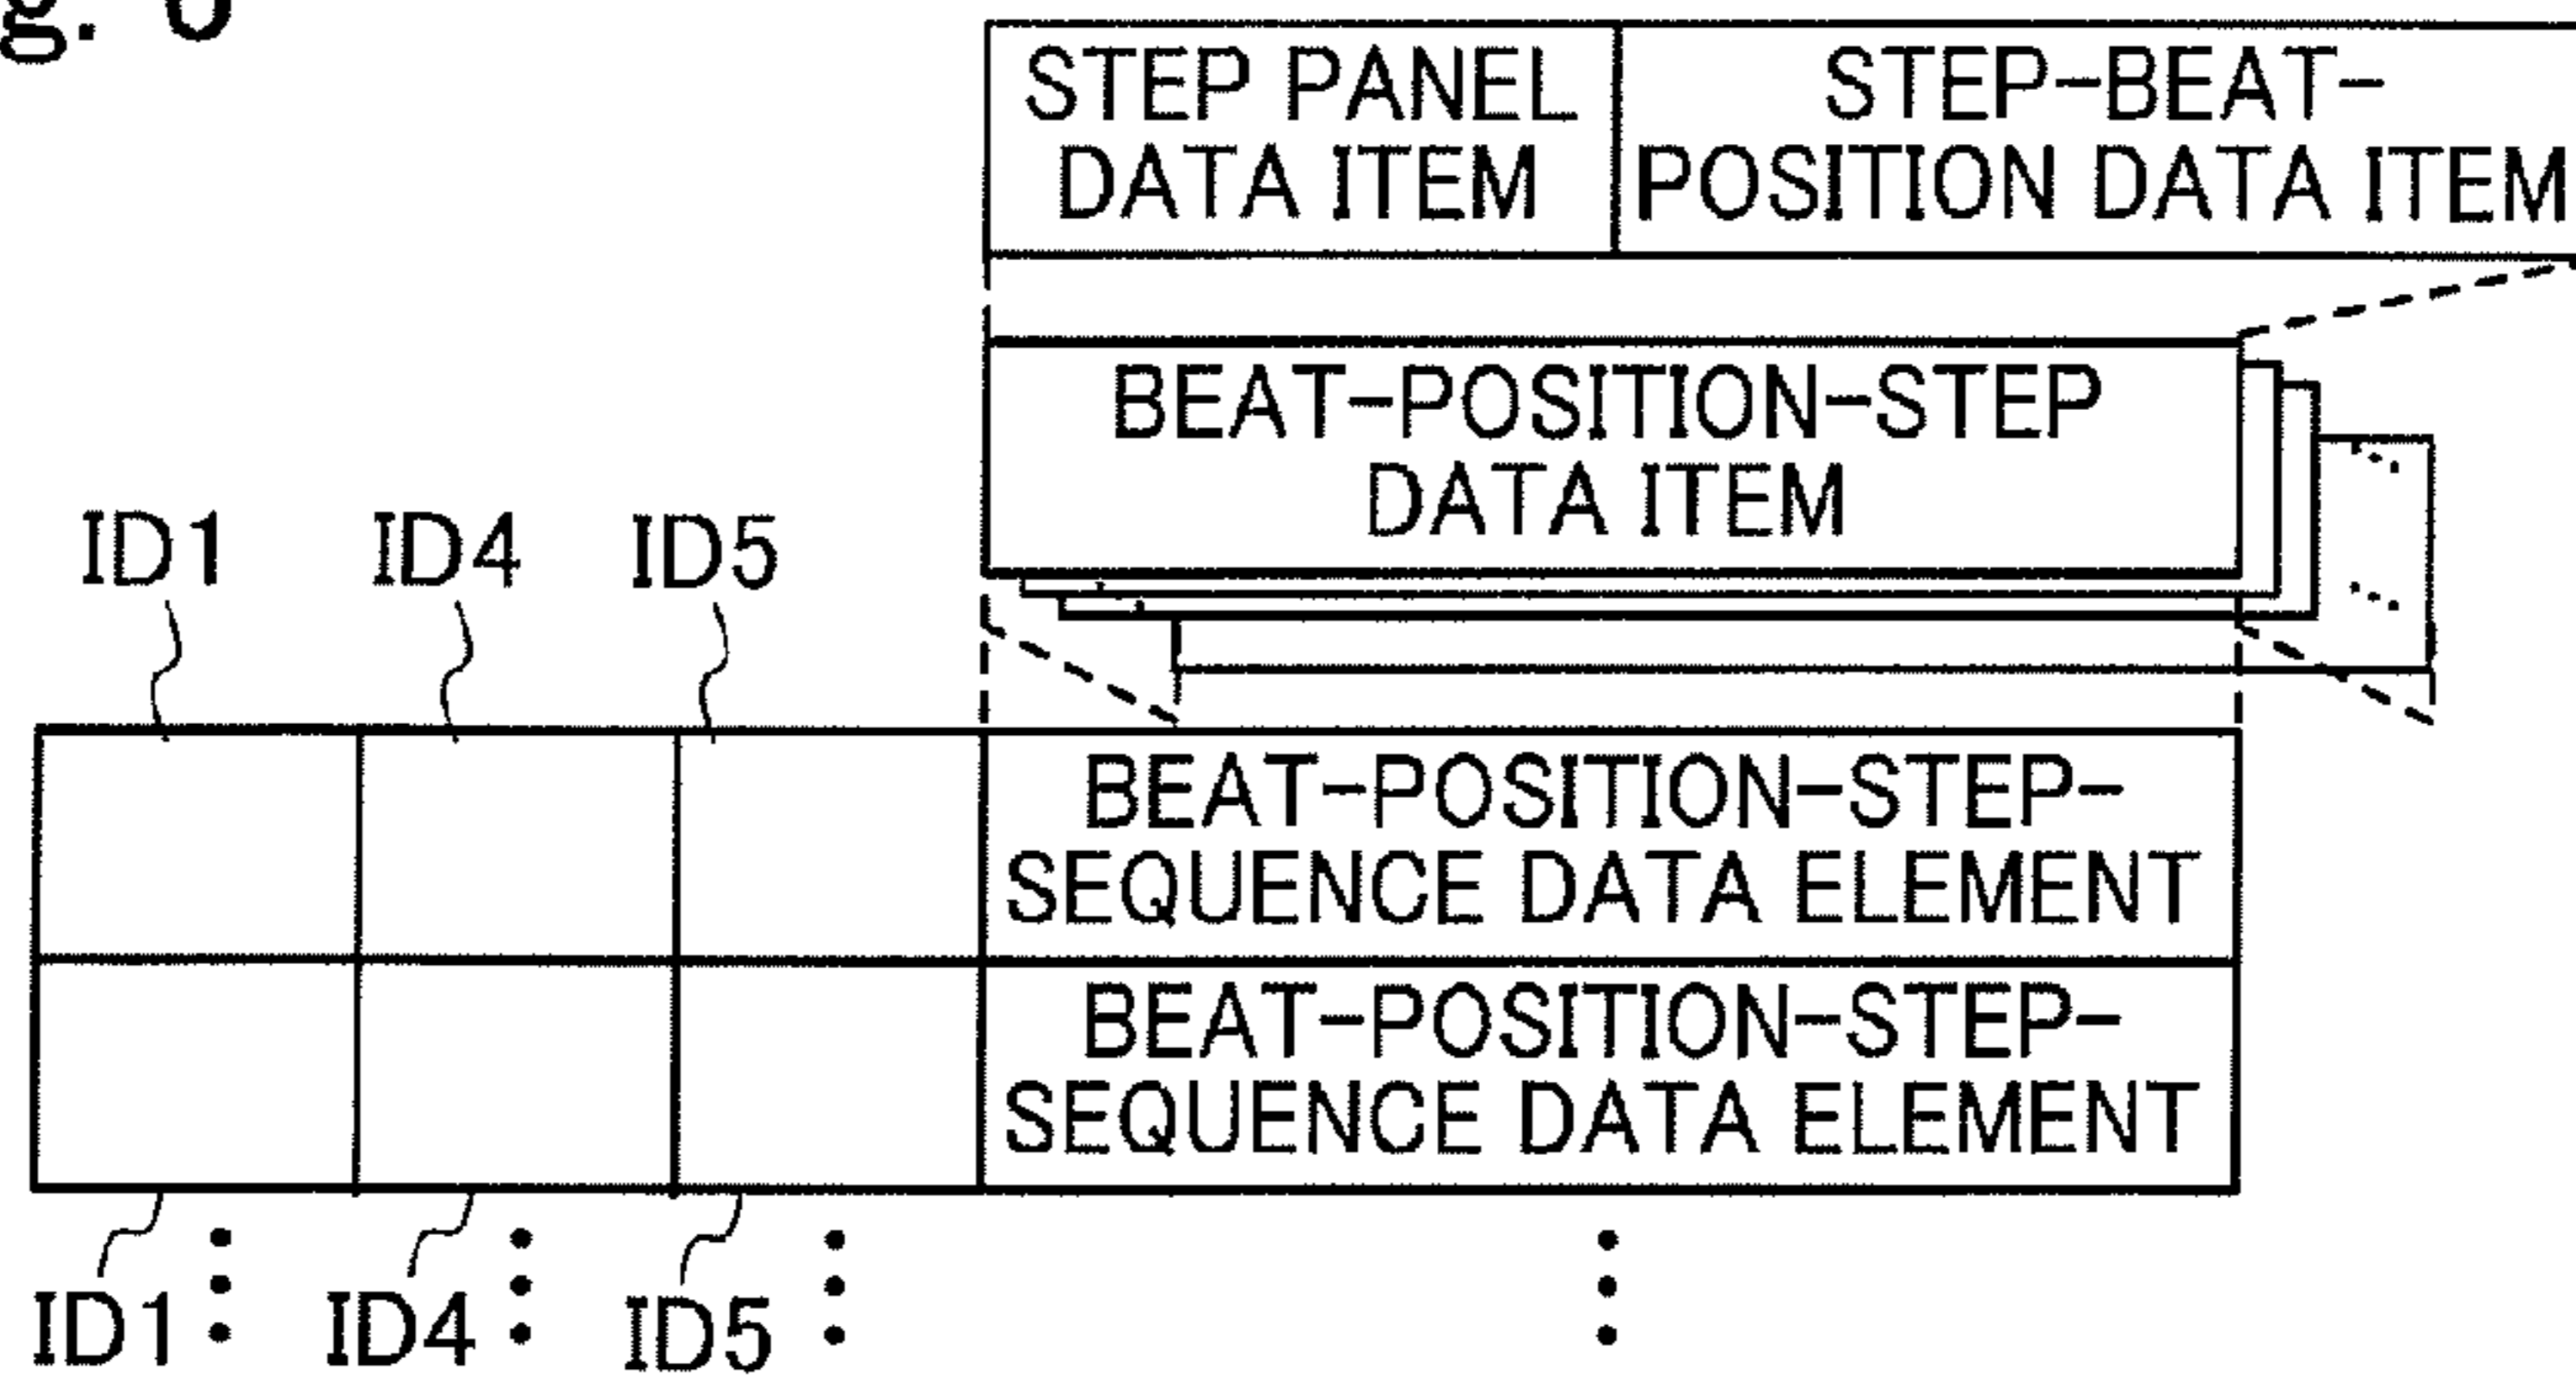 STEP PANEL
DATA ITEM
STEP-BEAT-
POSITION DATA ITEM
BEAT-POSITION-STEP
DATA ITEM
ID1 ID4 ID5
BEAT-POSITION-STEP-
SEQUENCE DATA ELEMENT
BEAT-POSITION-STEP-
SEQUENCE DATA ELEMENT
ID1 ID4 ID5